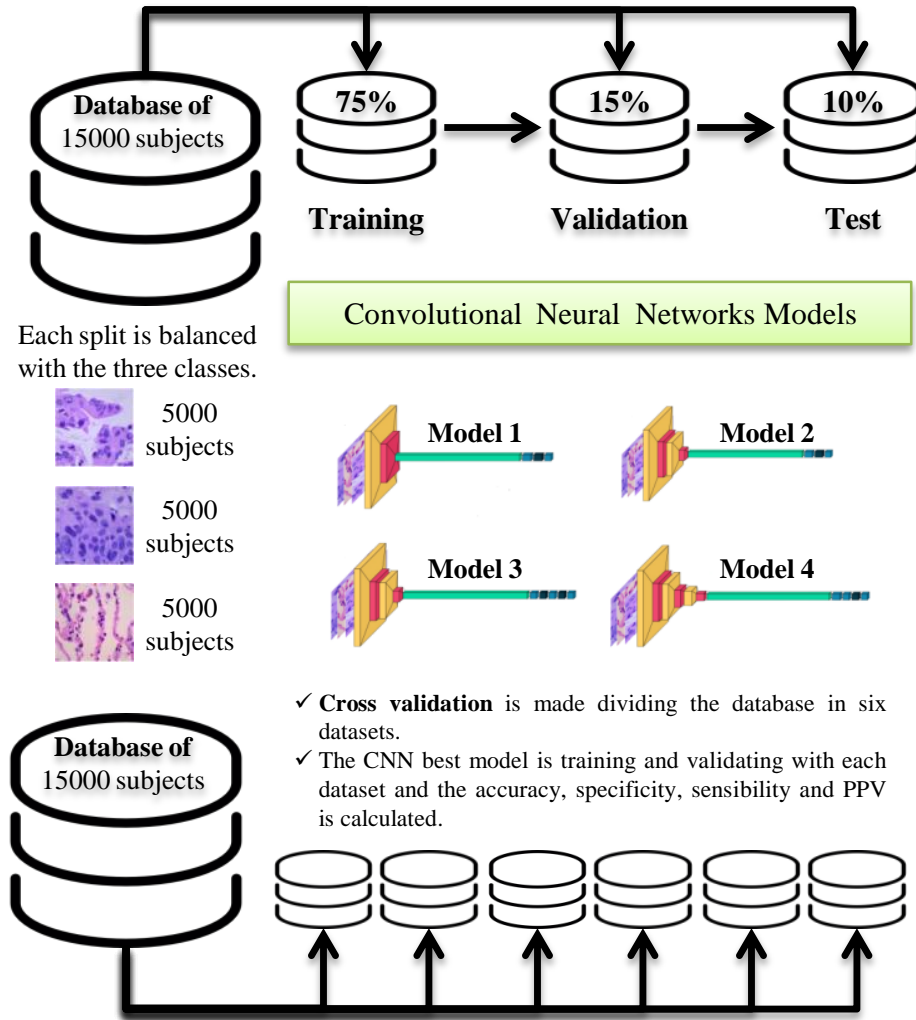 Database of
15000 subjects
75%
15%
10%
Training
Validation
Test
Convolutional Neural Networks Models
Each split is balanced
with the three classes.
5000
subjects
5000
subjects
5000
subjects
Model 1
Model 2
Model 3
Model 4
✓ Cross validation is made dividing the database in six
datasets.
✓ The CNN best model is training and validating with each
dataset and the accuracy, specificity, sensibility and PPV
is calculated.
Database of
15000 subjects